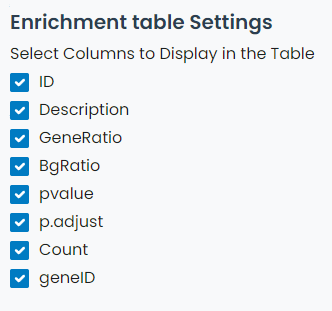 Enrichment table Settings
Select Columns to Display in the Table
ID
Description
GeneRatio
BgRatio
pvalue
p.adjust
Count
geneID